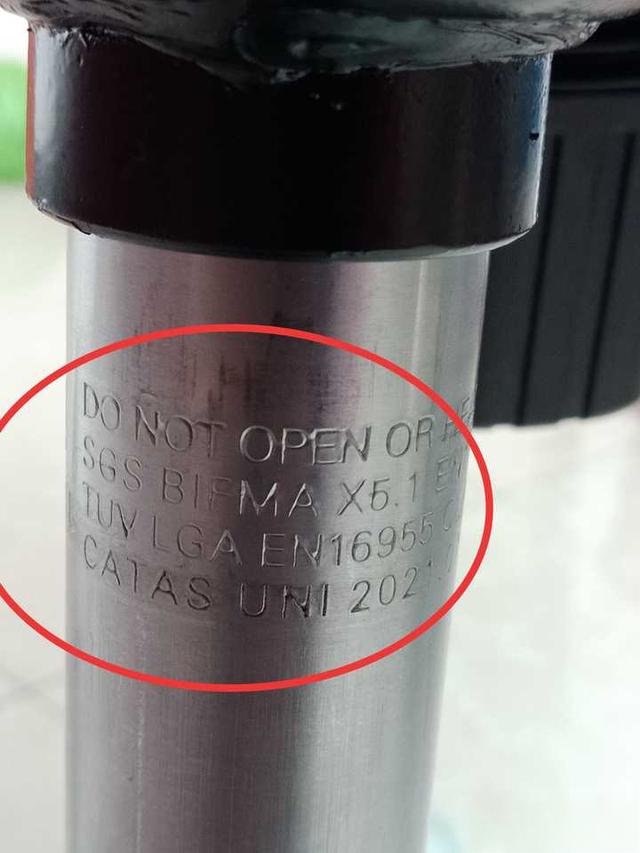 DO NOT OPEN OR
SGS BIFMA X5.1 EN
TUV LGA EN16955
CATAS UNI 2021